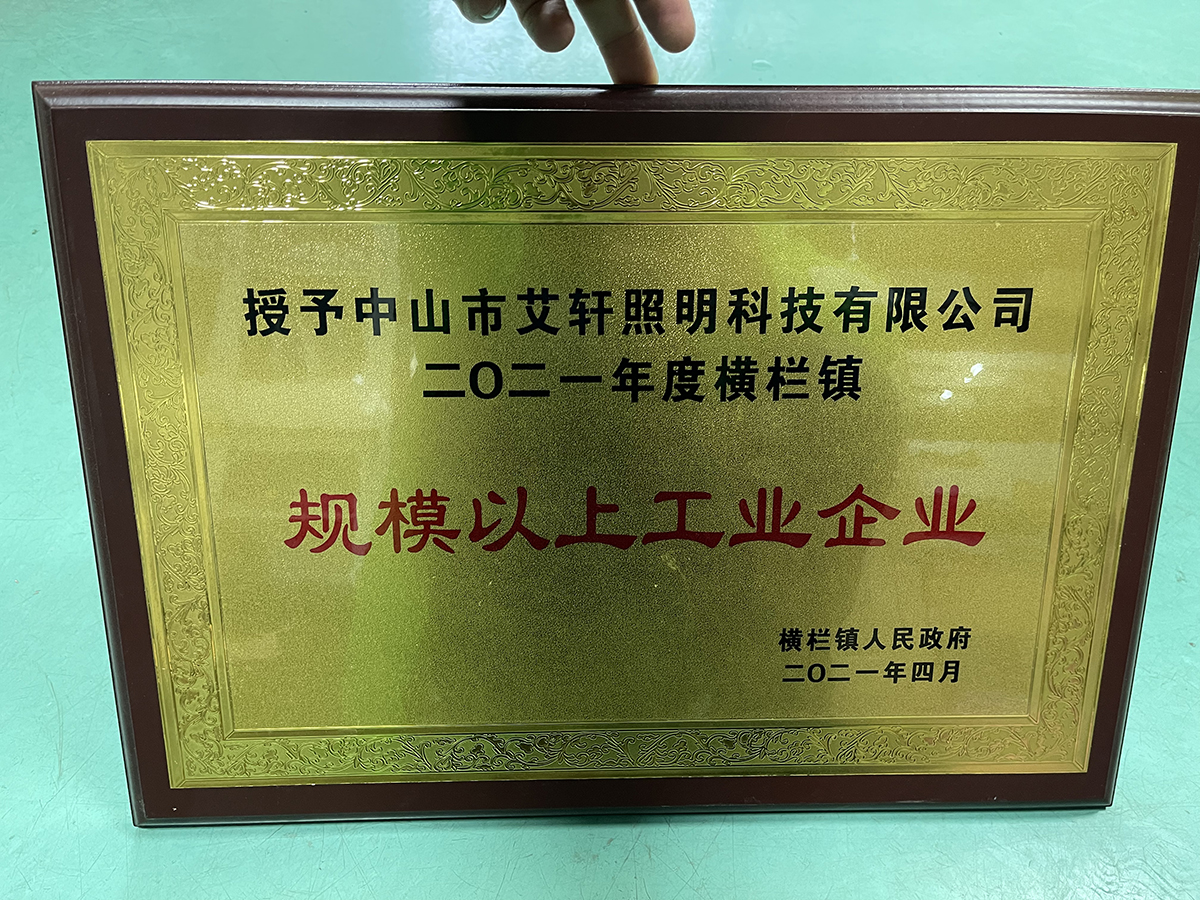 授予中山市艾轩照明科技有限公司
二〇二一年度横栏镇
规模以上工业企业
横栏镇人民政府
二〇二一年四月